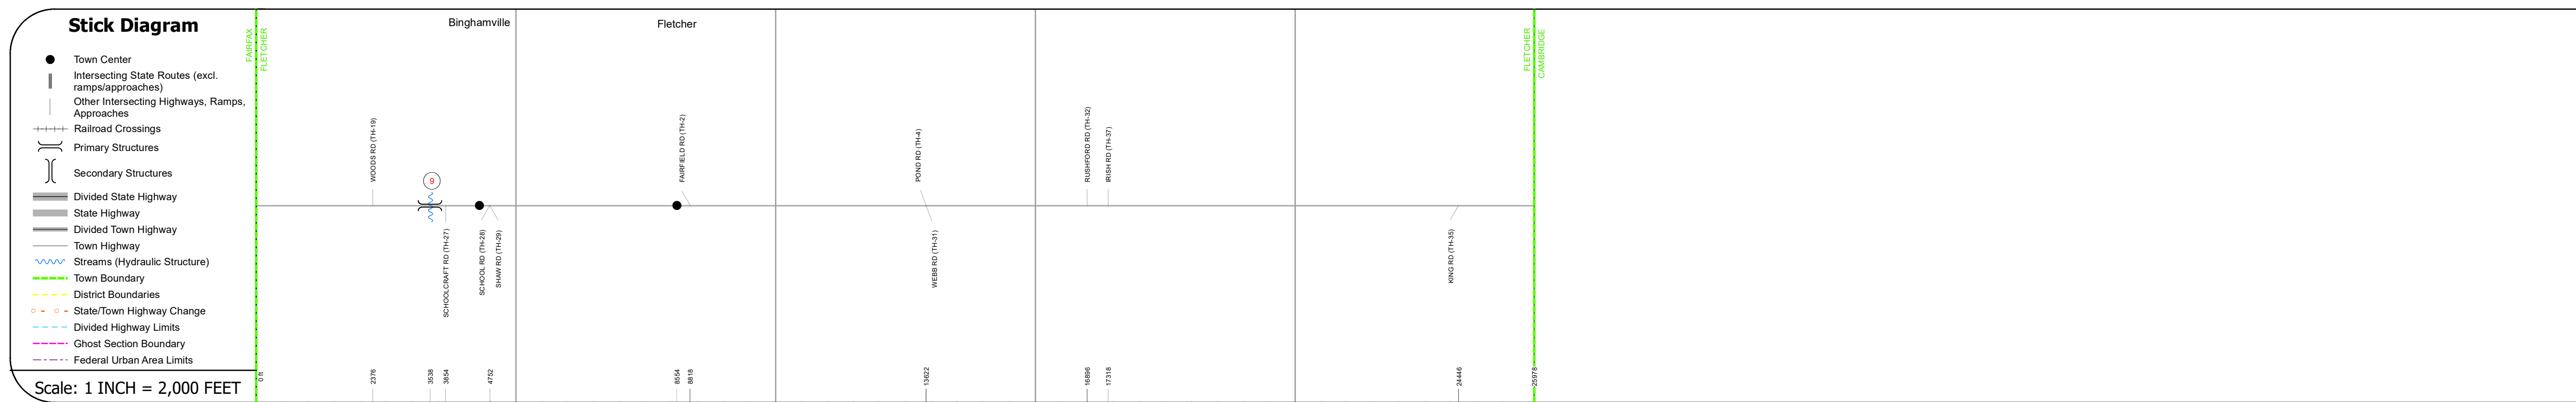 Stick Diagram
Town Center
Intersecting State Routes (excl.
ramps/approaches)
Other Intersecting Highways, Ramps,
Approaches
Railroad Crossings
Primary Structures
Secondary Structures
Divided State Highway
State Highway
Divided Town Highway
Town Highway
Streams (Hydraulic Structure)
Town Boundary
District Boundaries
State/Town Highway Change
Divided Highway Limits
Ghost Section Boundary
Federal Urban Area Limits
Scale: 1 INCH = 2,000 FEET
FAIRFAX
FLETCHER
Binghamville
Fletcher
FLETCHER
CAMBRIDGE
WOODS RD (TH-19)
9
SCHOOLCRAFT RD (TH-27)
SCHOOL RD (TH-28)
SHAW RD (TH-29)
FAIRFIELD RD (TH-2)
POND RD (TH-4)
WEBB RD (TH-31)
RUSHFORD RD (TH-32)
IRISH RD (TH-37)
KING RD (TH-35)
0 ft
2376
3538
3854
4752
8554
8818
13622
16896
17318
24446
25978